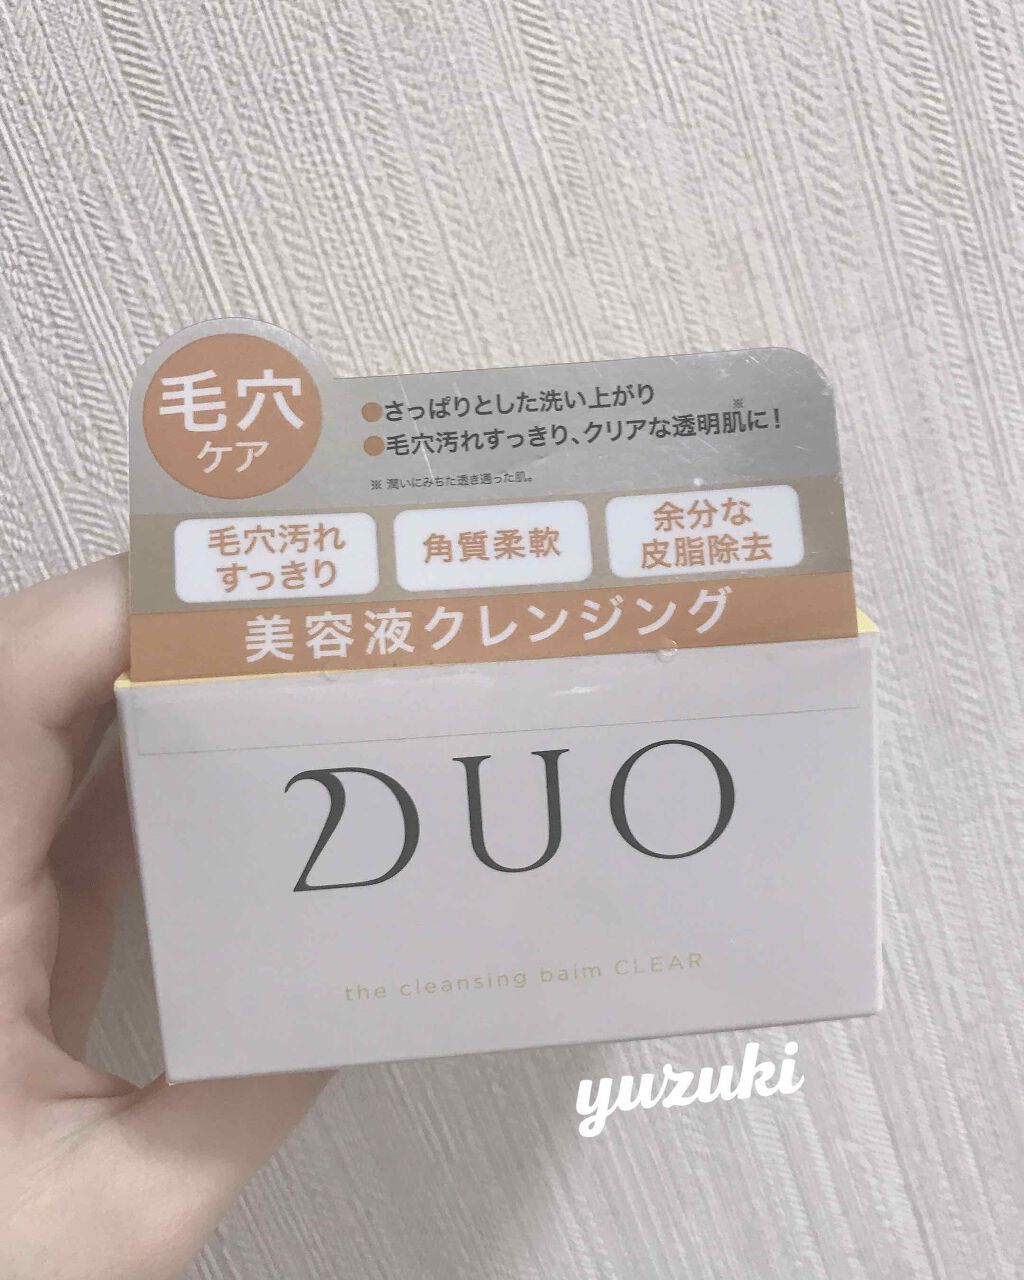 毛穴
ケア
●さっぱりとした洗い上がり
●毛穴汚れすっきり、クリアな透明肌※に！
※ 潤いにみちた透き通った肌。
毛穴汚れ
すっきり
角質柔軟
余分な
皮脂除去
美容液クレンジング
DUO
the cleansing balm CLEAR
yuzuki